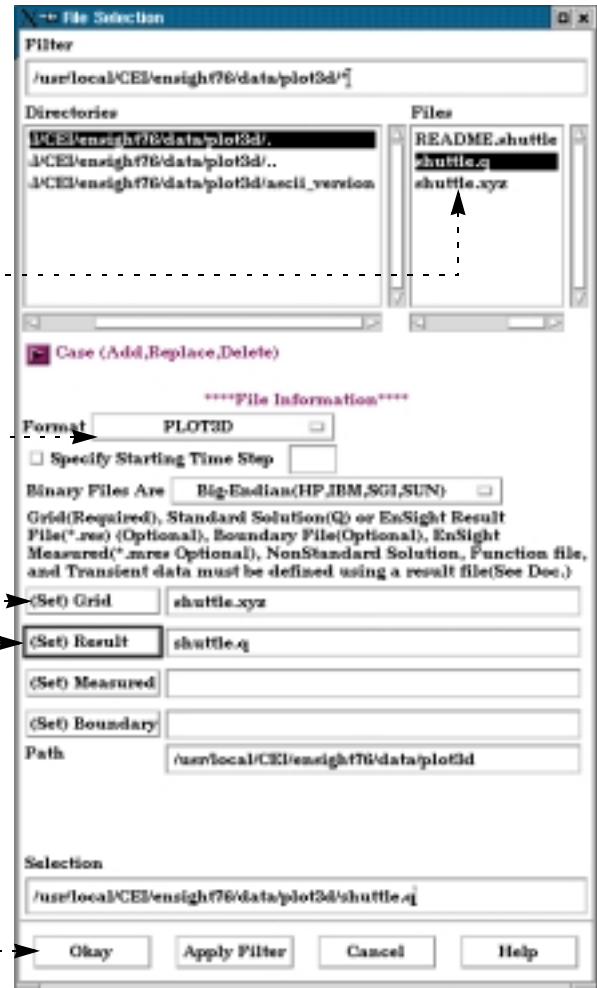 File Selection
Filter
/usr/local/CEI/ensight76/data/plot3d/*
Directories
Files
l/CEI/ensight76/data/plot3d/.
l/CEI/ensight76/data/plot3d/..
l/CEI/ensight76/data/plot3d/ascii_version
README.shuttle
shuttle.q
shuttle.xyz
Case (Add,Replace,Delete)
****File Information****
Format PLOT3D
Specify Starting Time Step
Binary Files Are Big-Endian(HP,IBM,SGI,SUN)
Grid(Required), Standard Solution(Q) or EnSight Result
File(*.res) (Optional), Boundary File(Optional), EnSight
Measured(*.mres Optional), NonStandard Solution, Function file,
and Transient data must be defined using a result file(See Doc.)
(Set) Grid shuttle.xyz
(Set) Result shuttle.q
(Set) Measured
(Set) Boundary
Path /usr/local/CEI/ensight76/data/plot3d
Selection
/usr/local/CEI/ensight76/data/plot3d/shuttle.q
Okay Apply Filter Cancel Help